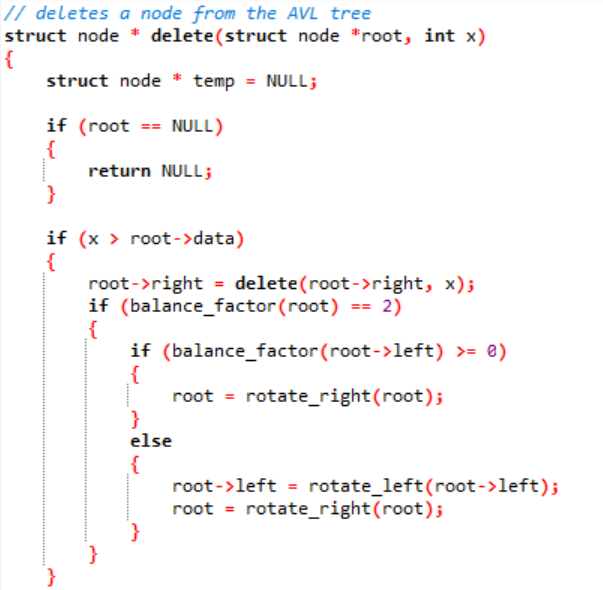 // deletes a node from the AVL tree
struct node * delete(struct node *root, int x)
{
    struct node * temp = NULL;

    if (root == NULL)
    {
        return NULL;
    }

    if (x > root->data)
    {
        root->right = delete(root->right, x);
        if (balance_factor(root) == 2)
        {
            if (balance_factor(root->left) >= 0)
            {
                root = rotate_right(root);
            }
            else
            {
                root->left = rotate_left(root->left);
                root = rotate_right(root);
            }
        }
    }